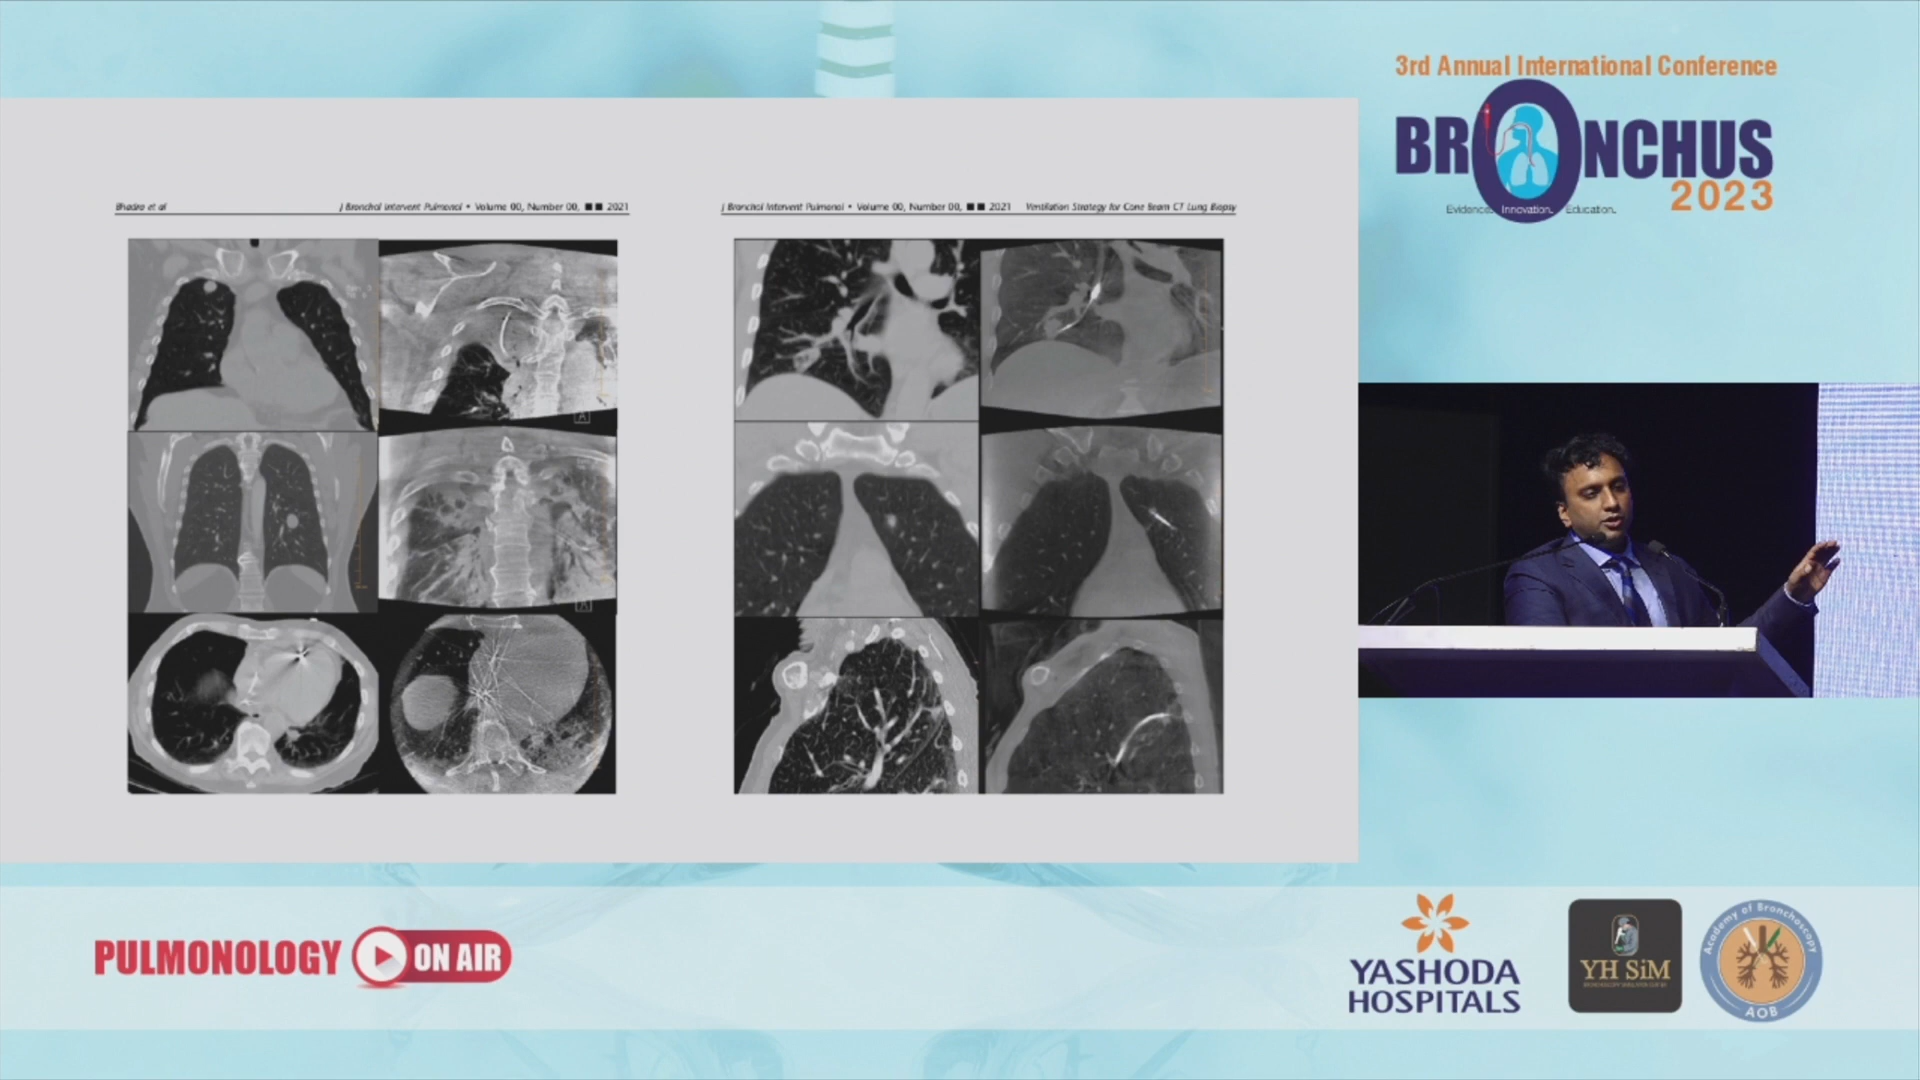 3rd Annual International Conference
BRONCHUS
2023
Evidence. Innovation. Education.
Bhadra et al
J Bronchol Intervent Pulmonol • Volume 00, Number 00, ■■ 2021
J Bronchol Intervent Pulmonol • Volume 00, Number 00, ■■ 2021
Ventilation Strategy for Cone Beam CT Lung Biopsy
A
A
PULMONOLOGY ON AIR
YASHODA
HOSPITALS
YH SiM
Academy of Bronchoscopy
AOB